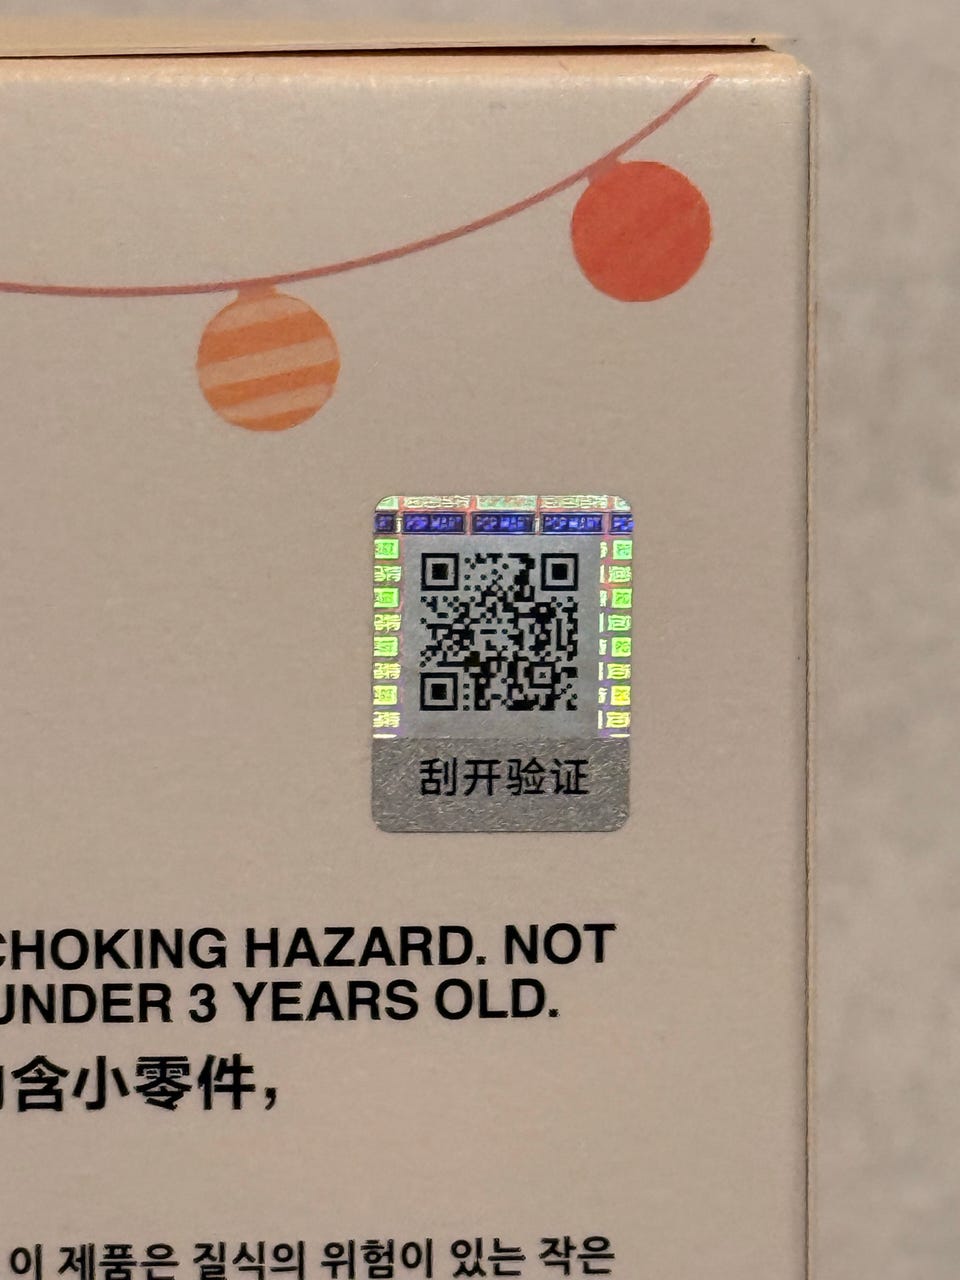 POP MART POP MART POP MART
刮开验证
CHOKING HAZARD. NOT
UNDER 3 YEARS OLD.
含小零件，
이 제품은 질식의 위험이 있는 작은